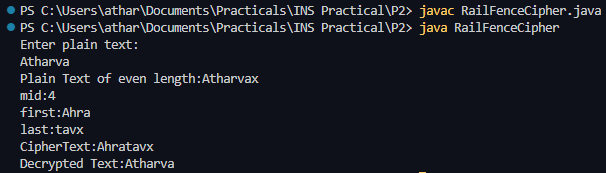 PS C:\Users\athar\Documents\Practicals\INS Practical\P2> javac RailFenceCipher.java
PS C:\Users\athar\Documents\Practicals\INS Practical\P2> java RailFenceCipher
Enter plain text:
Atharva
Plain Text of even length:Atharvax
mid:4
first:Ahra
last:tavx
CipherText:Ahratavx
Decrypted Text:Atharva